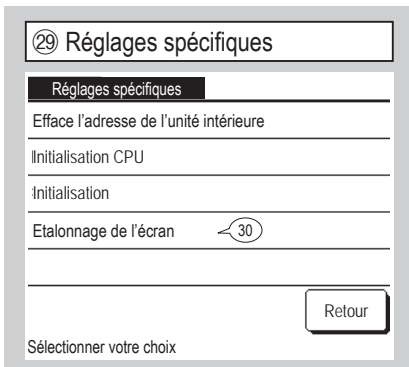 ㉙ Réglages spécifiques
Réglages spécifiques
Efface l’adresse de l’unité intérieure
Initialisation CPU
Initialisation
Etalonnage de l’écran 30
Retour
Sélectionner votre choix